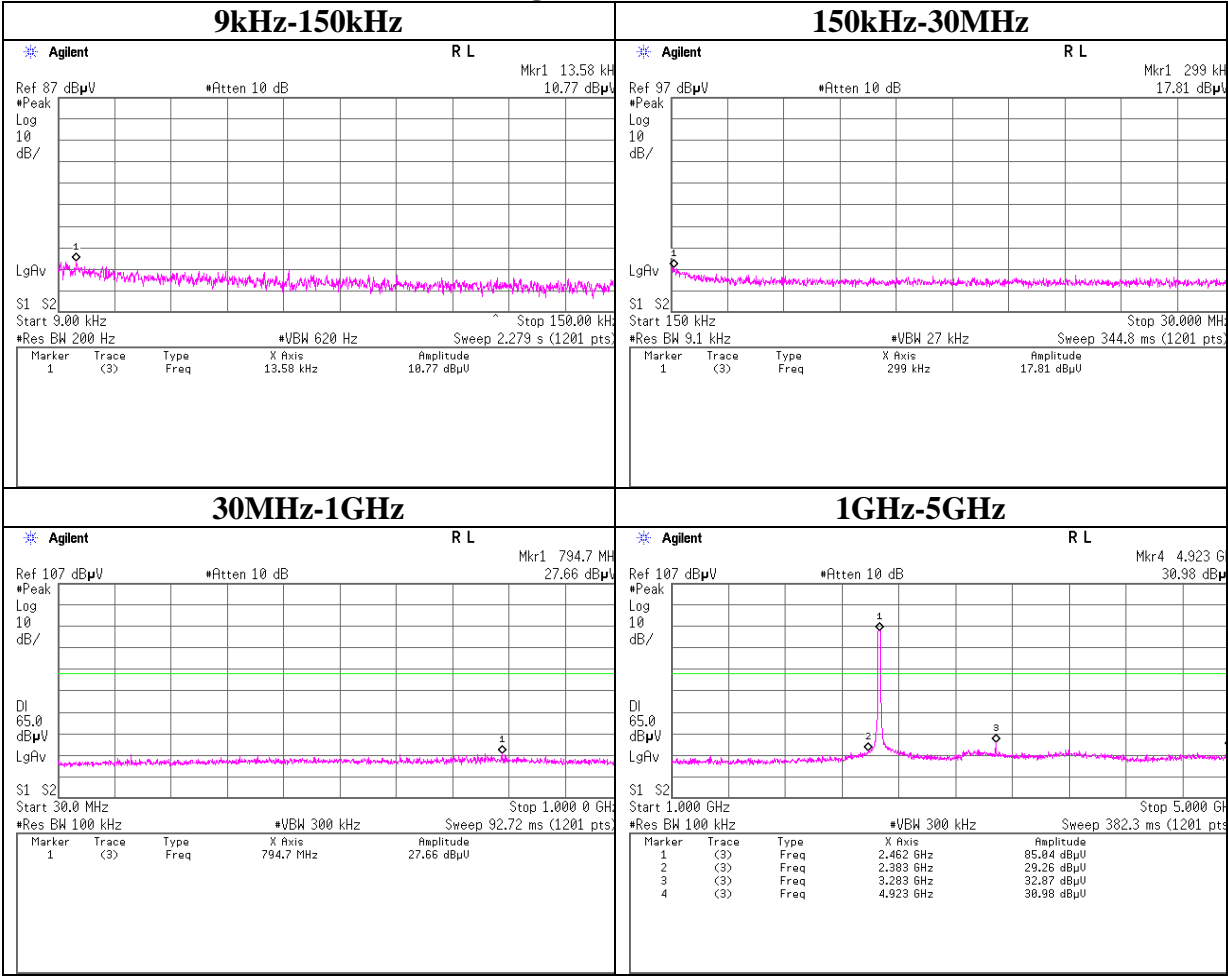 9kHz-150kHz
Agilent R L
Mkr1 13.58 kH
Ref 87 dBµV #Atten 10 dB 10.77 dBµV
#Peak
Log
10
dB/
1
LgAv
S1 S2
Start 9.00 kHz ^ Stop 150.00 kHz
#Res BW 200 Hz #VBW 620 Hz Sweep 2.279 s (1201 pts)
Marker Trace Type X Axis Amplitude
1 (3) Freq 13.58 kHz 10.77 dBµV
150kHz-30MHz
Agilent R L
Mkr1 299 kH
Ref 97 dBµV #Atten 10 dB 17.81 dBµV
#Peak
Log
10
dB/
1
LgAv
S1 S2
Start 150 kHz Stop 30.000 MHz
#Res BW 9.1 kHz #VBW 27 kHz Sweep 344.8 ms (1201 pts)
Marker Trace Type X Axis Amplitude
1 (3) Freq 299 kHz 17.81 dBµV
30MHz-1GHz
Agilent R L
Mkr1 794.7 MH
Ref 107 dBµV #Atten 10 dB 27.66 dBµV
#Peak
Log
10
dB/
DI
65.0
dBµV
1
LgAv
S1 S2
Start 30.0 MHz Stop 1.000 0 GHz
#Res BW 100 kHz #VBW 300 kHz Sweep 92.72 ms (1201 pts)
Marker Trace Type X Axis Amplitude
1 (3) Freq 794.7 MHz 27.66 dBµV
1GHz-5GHz
Agilent R L
Mkr4 4.923 G
Ref 107 dBµV #Atten 10 dB 30.98 dBµ
#Peak
Log
10
dB/
1
DI
65.0
dBµV
2 3
LgAv
S1 S2
Start 1.000 GHz Stop 5.000 GH
#Res BW 100 kHz #VBW 300 kHz Sweep 382.3 ms (1201 pts
Marker Trace Type X Axis Amplitude
1 (3) Freq 2.462 GHz 85.04 dBµV
2 (3) Freq 2.383 GHz 29.26 dBµV
3 (3) Freq 3.283 GHz 32.87 dBµV
4 (3) Freq 4.923 GHz 30.98 dBµV